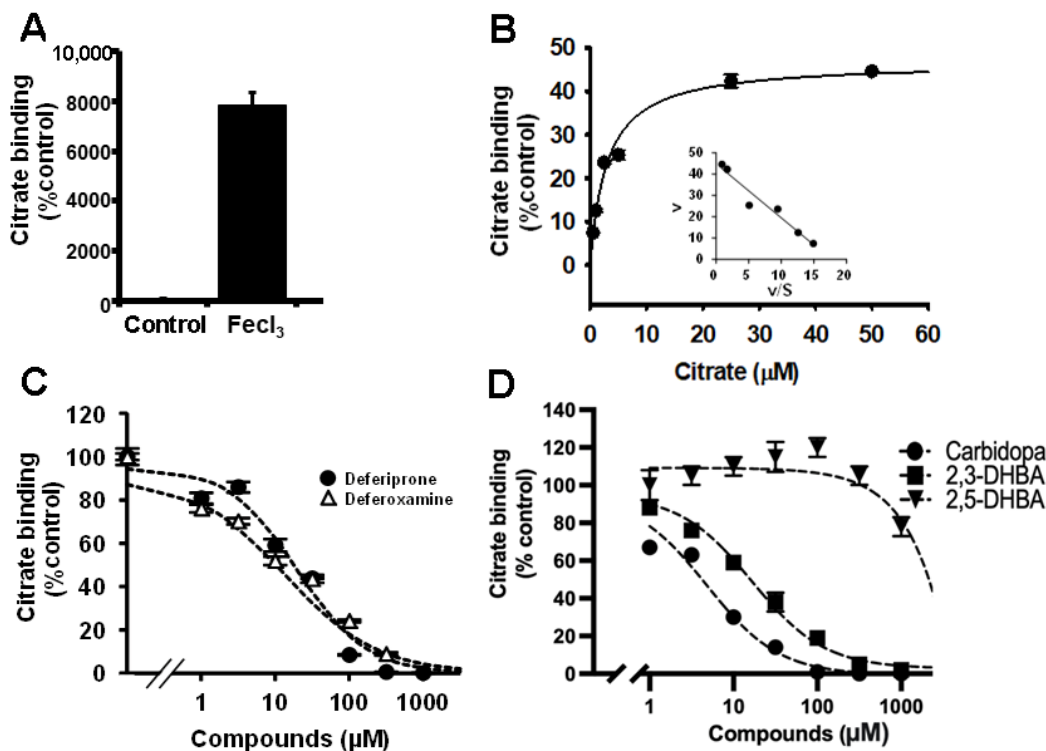 A
Citrate binding
(%control)
10,000
8000
6000
4000
2000
0
Control
FecI₃
B
Citrate binding
(%control)
50
40
30
20
10
0
0
10
20
30
40
50
60
Citrate (µM)
v
50
40
30
20
10
0
0
5
10
15
20
v/S
C
Citrate binding
(%control)
120
100
80
60
40
20
0
1
10
100
1000
Compounds (µM)
Deferiprone
Deferoxamine
D
Citrate binding
(% control)
140
120
100
80
60
40
20
0
1
10
100
1000
Compounds (µM)
Carbidopa
2,3-DHBA
2,5-DHBA